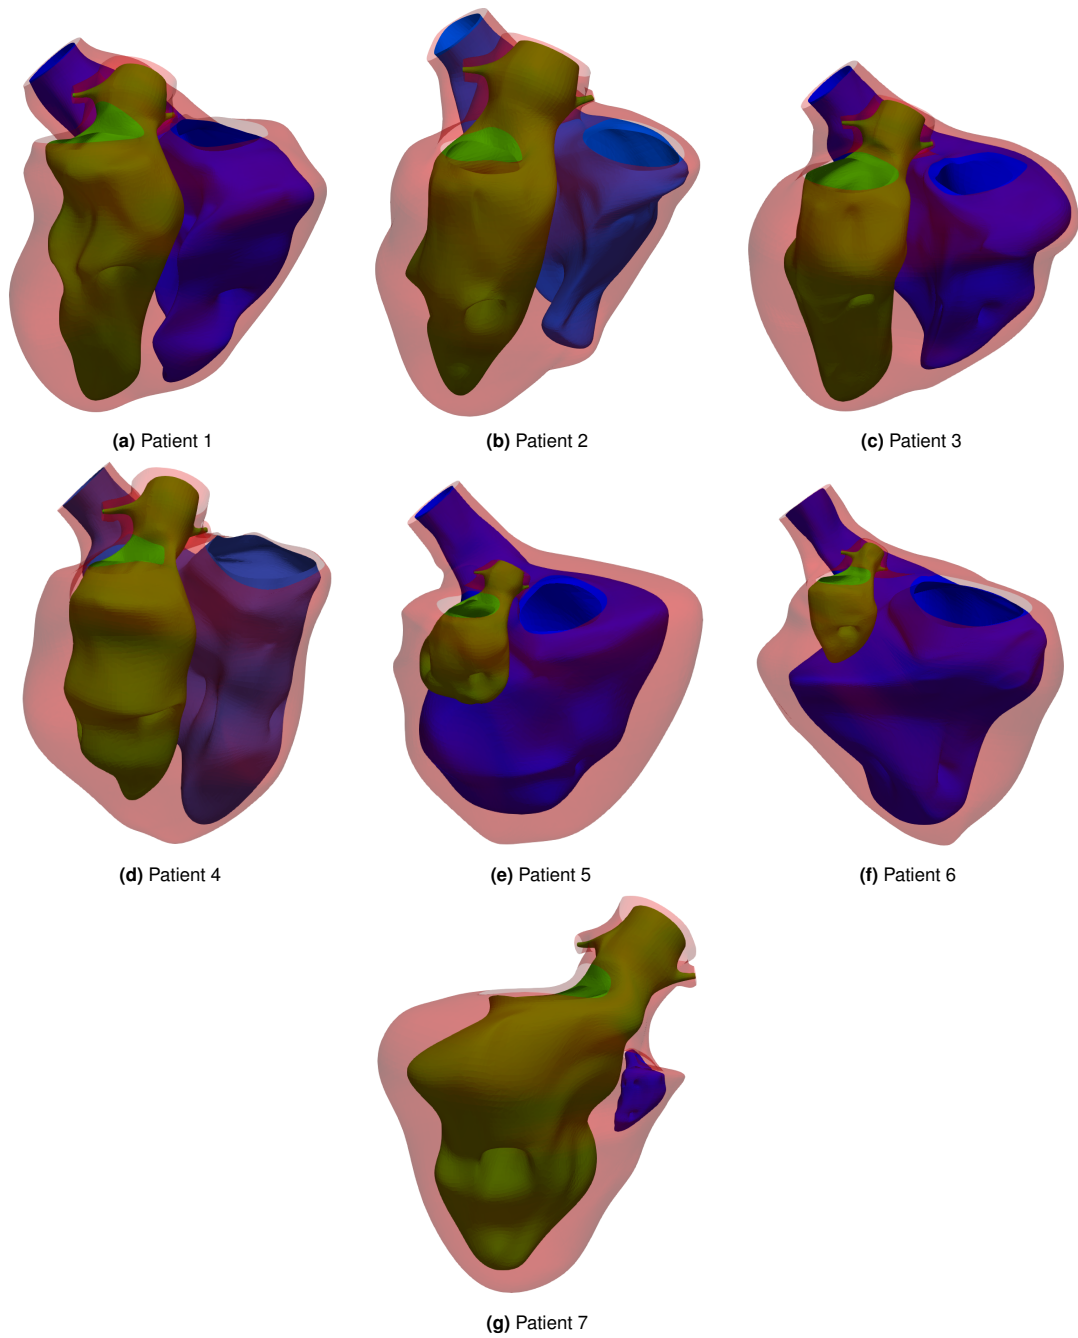 (a) Patient 1
(b) Patient 2
(c) Patient 3
(d) Patient 4
(e) Patient 5
(f) Patient 6
(g) Patient 7